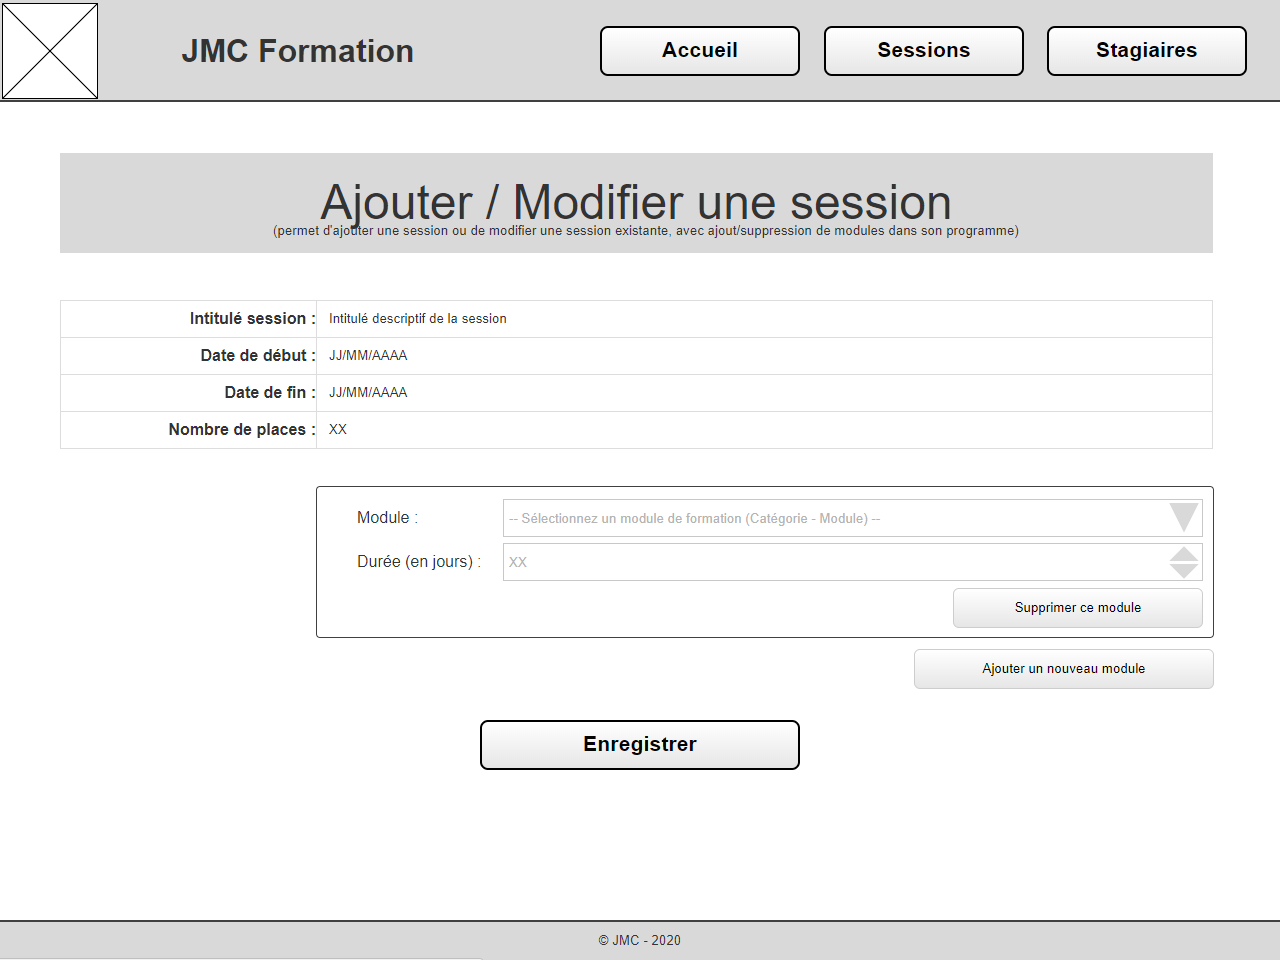 JMC Formation
Accueil
Sessions
Stagiaires
Ajouter / Modifier une session
(permet d'ajouter une session ou de modifier une session existante, avec ajout/suppression de modules dans son programme)
Intitulé session : Intitulé descriptif de la session
Date de début : JJ/MM/AAAA
Date de fin : JJ/MM/AAAA
Nombre de places : XX
Module : -- Sélectionnez un module de formation (Catégorie - Module) --
Durée (en jours) : XX
Supprimer ce module
Ajouter un nouveau module
Enregistrer
© JMC - 2020